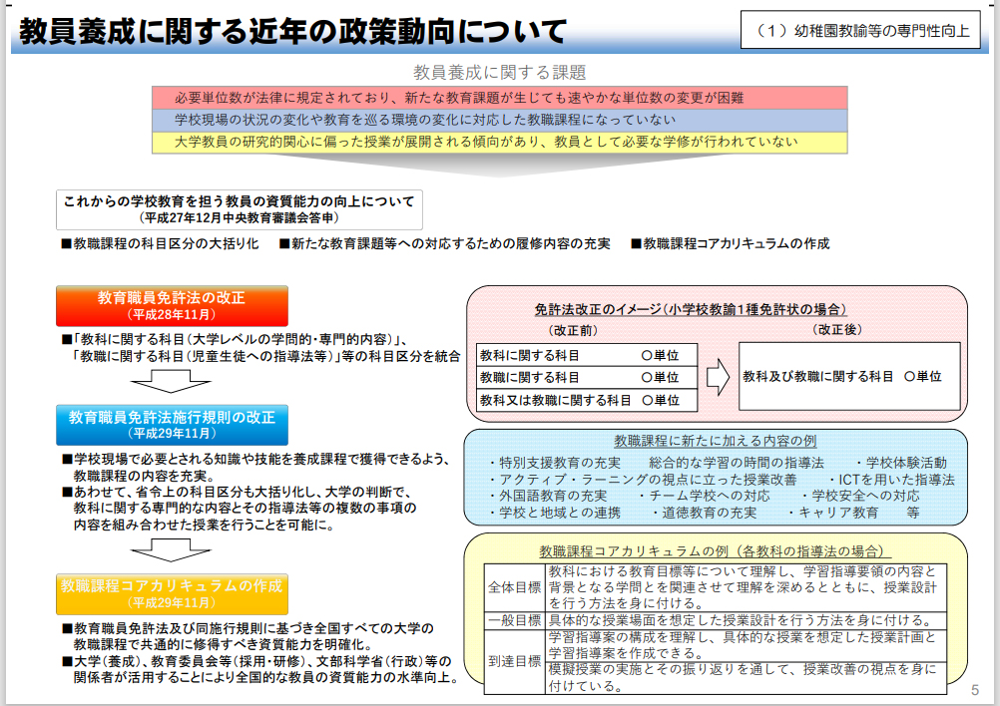 教員養成に関する近年の政策動向について
（１）幼稚園教諭等の専門性向上
教員養成に関する課題
必要単位数が法律に規定されており、新たな教育課題が生じても速やかな単位数の変更が困難
学校現場の状況の変化や教育を巡る環境の変化に対応した教職課程になっていない
大学教員の研究的関心に偏った授業が展開される傾向があり、教員として必要な学修が行われていない
これからの学校教育を担う教員の資質能力の向上について
（平成27年12月中央教育審議会答申）
■教職課程の科目区分の大括り化　■新たな教育課題等への対応するための履修内容の充実　■教職課程コアカリキュラムの作成
教育職員免許法の改正
（平成28年11月）
■「教科に関する科目（大学レベルの学問的・専門的内容）」、
「教職に関する科目（児童生徒への指導法等）」等の科目区分を統合
教育職員免許法施行規則の改正
（平成29年11月）
■学校現場で必要とされる知識や技能を養成課程で獲得できるよう、
教職課程の内容を充実。
■あわせて、省令上の科目区分も大括り化し、大学の判断で、
教科に関する専門的な内容とその指導法等の複数の事項の
内容を組み合わせた授業を行うことを可能に。
教職課程コアカリキュラムの作成
（平成29年11月）
■教育職員免許法及び同施行規則に基づき全国すべての大学の
教職課程で共通的に修得すべき資質能力を明確化。
■大学（養成）、教育委員会等（採用・研修）、文部科学省（行政）等の
関係者が活用することにより全国的な教員の資質能力の水準向上。
免許法改正のイメージ（小学校教諭１種免許状の場合）
（改正前）
（改正後）
教科に関する科目　〇単位
教職に関する科目　〇単位
教科又は教職に関する科目　〇単位
教科及び教職に関する科目　〇単位
教職課程に新たに加える内容の例
・特別支援教育の充実　総合的な学習の時間の指導法　・学校体験活動
・アクティブ・ラーニングの視点に立った授業改善　・ICTを用いた指導法
・外国語教育の充実　・チーム学校への対応　・学校安全への対応
・学校と地域との連携　・道徳教育の充実　・キャリア教育　等
教職課程コアカリキュラムの例（各教科の指導法の場合）
全体目標
教科における教育目標等について理解し、学習指導要領の内容と
背景となる学問とを関連させて理解を深めるとともに、授業設計
を行う方法を身に付ける。
一般目標
具体的な授業場面を想定した授業設計を行う方法を身に付ける。
到達目標
学習指導案の構成を理解し、具体的な授業を想定した授業計画と
学習指導案を作成できる。
模擬授業の実施とその振り返りを通して、授業改善の視点を身に
付けている。
5